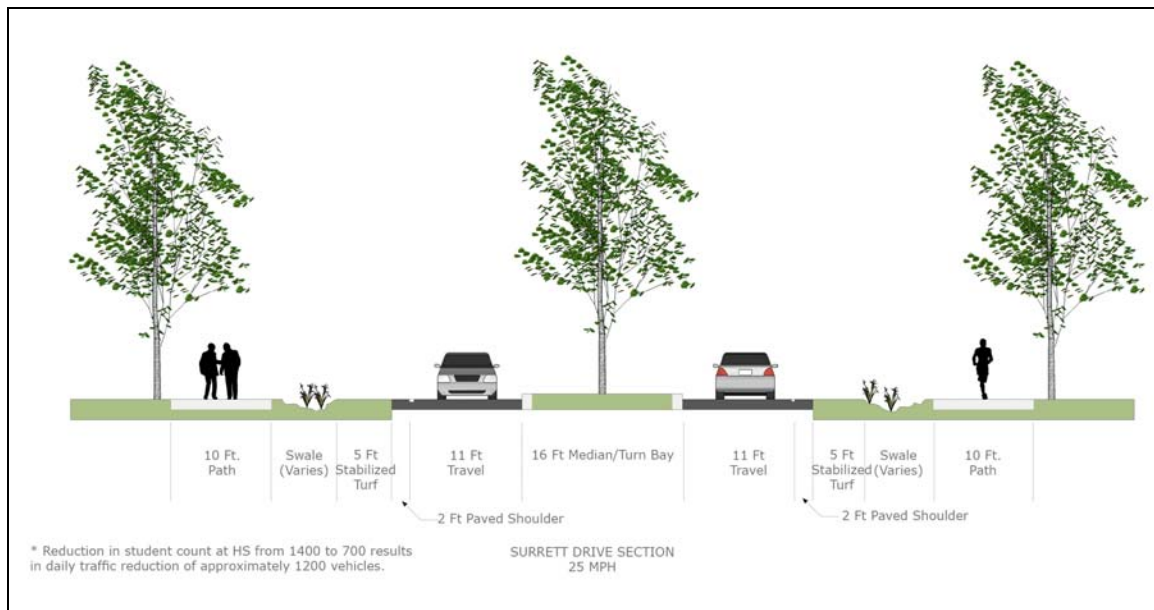 10 Ft.
Path
Swale
(Varies)
5 Ft
Stabilized
Turf
11 Ft
Travel
16 Ft Median/Turn Bay
11 Ft
Travel
5 Ft
Stabilized
Turf
Swale
(Varies)
10 Ft.
Path
2 Ft Paved Shoulder
2 Ft Paved Shoulder
* Reduction in student count at HS from 1400 to 700 results
in daily traffic reduction of approximately 1200 vehicles.
SURRETT DRIVE SECTION
25 MPH